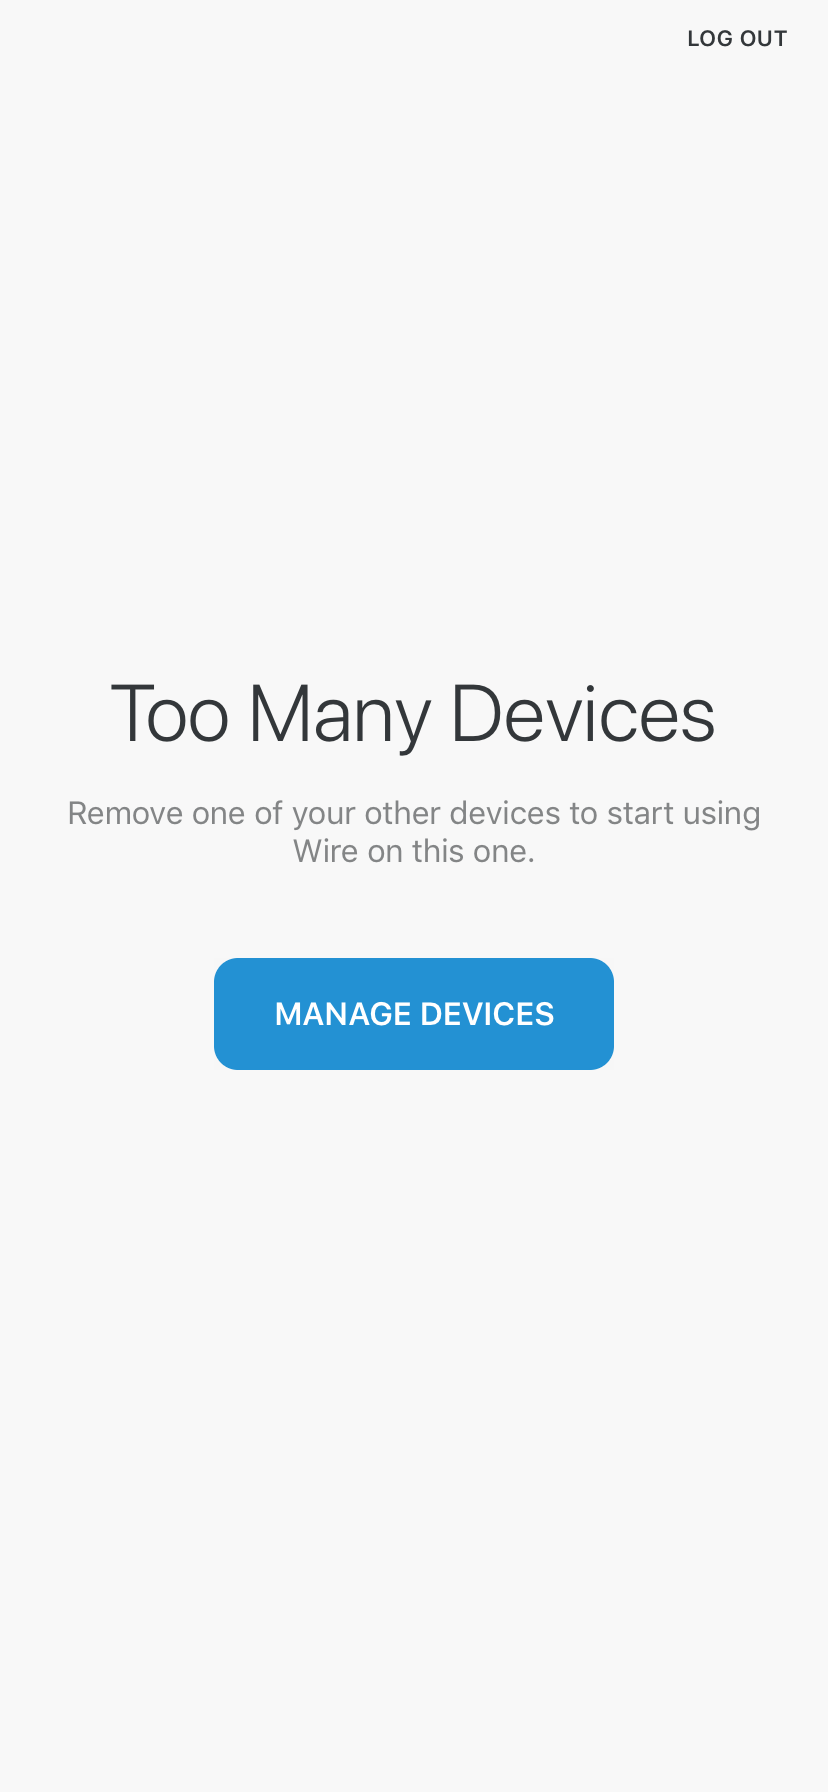 LOG OUT
Too Many Devices
Remove one of your other devices to start using
Wire on this one.
MANAGE DEVICES